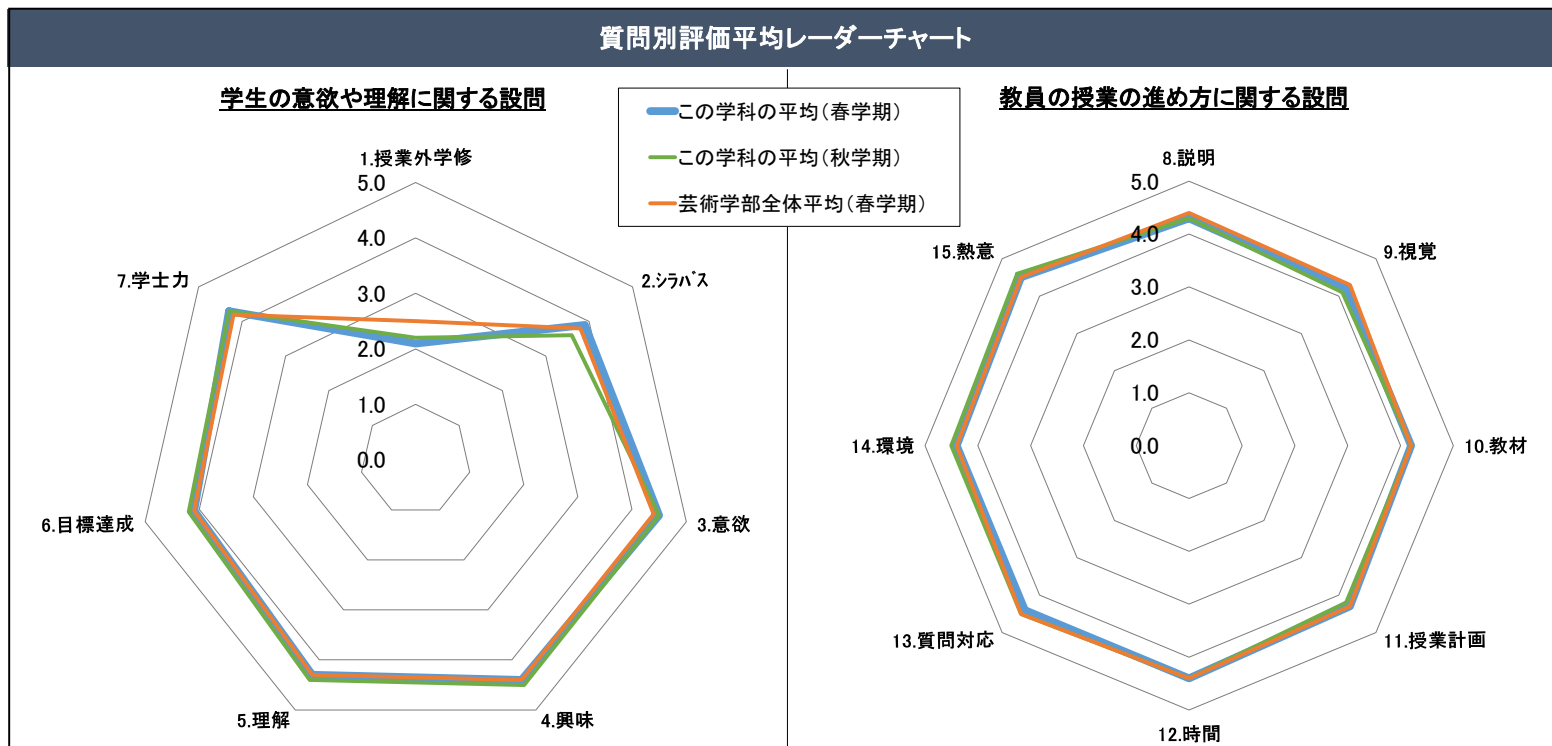 質問別評価平均レーダーチャート
学生の意欲や理解に関する設問
この学科の平均(春学期)
この学科の平均(秋学期)
芸術学部全体平均(春学期)
教員の授業の進め方に関する設問
1.授業外学修
5.0
4.0
3.0
2.0
1.0
0.0
2.シラバス
3.意欲
4.興味
5.理解
6.目標達成
7.学士力
8.説明
5.0
4.0
3.0
2.0
1.0
0.0
9.視覚
10.教材
11.授業計画
12.時間
13.質問対応
14.環境
15.熱意